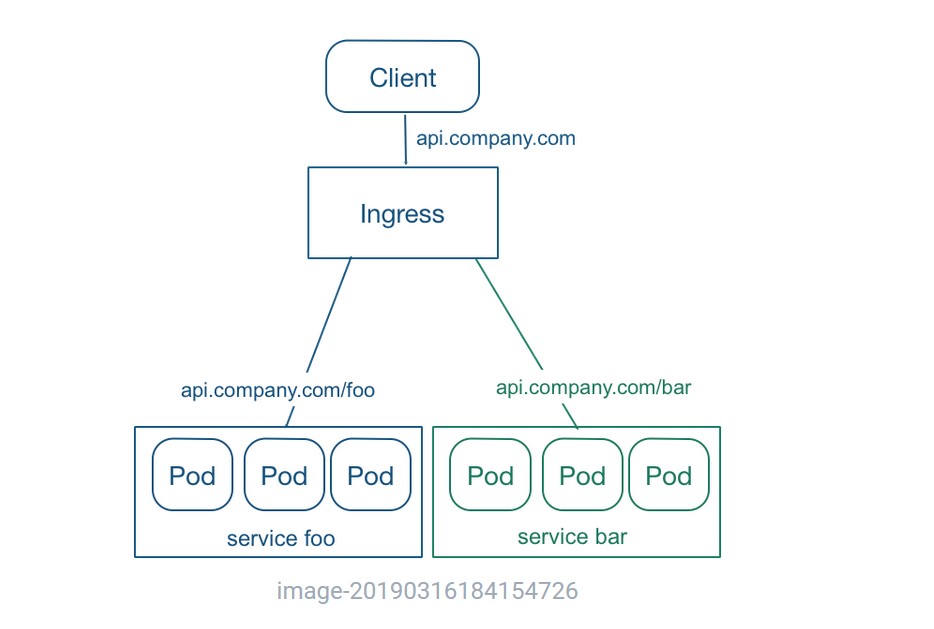 Client
api.company.com
Ingress
api.company.com/foo
api.company.com/bar
Pod
Pod
Pod
service foo
Pod
Pod
Pod
service bar
image-20190316184154726